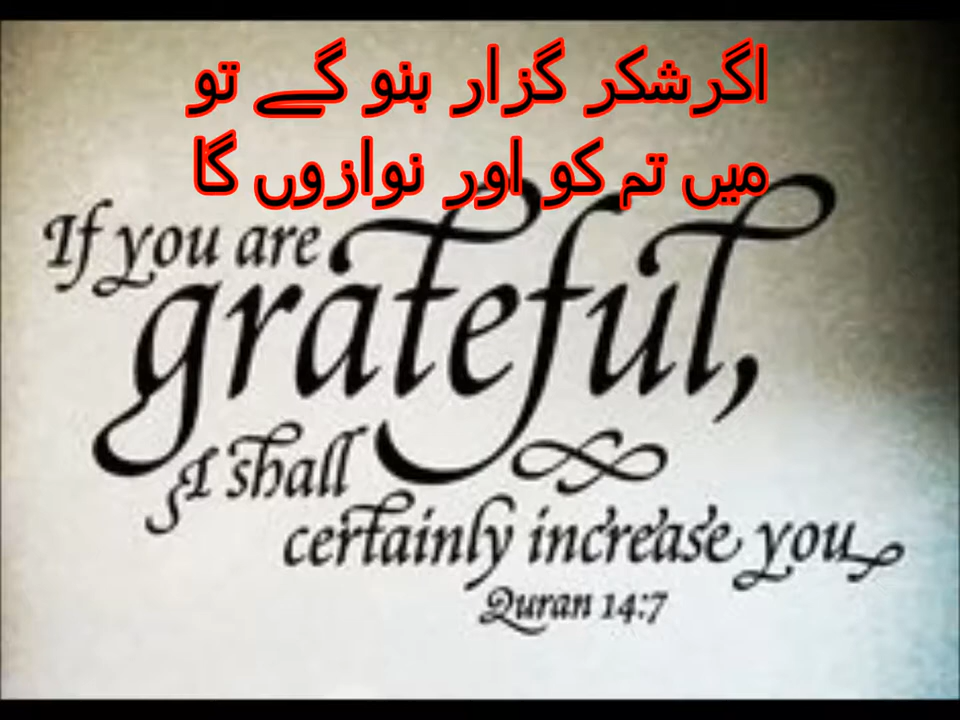 اگرشکر گزار بنو گے تو
میں تم کو اور نوازوں گا
If you are
grateful,
I shall
certainly increase you
Quran 14:7